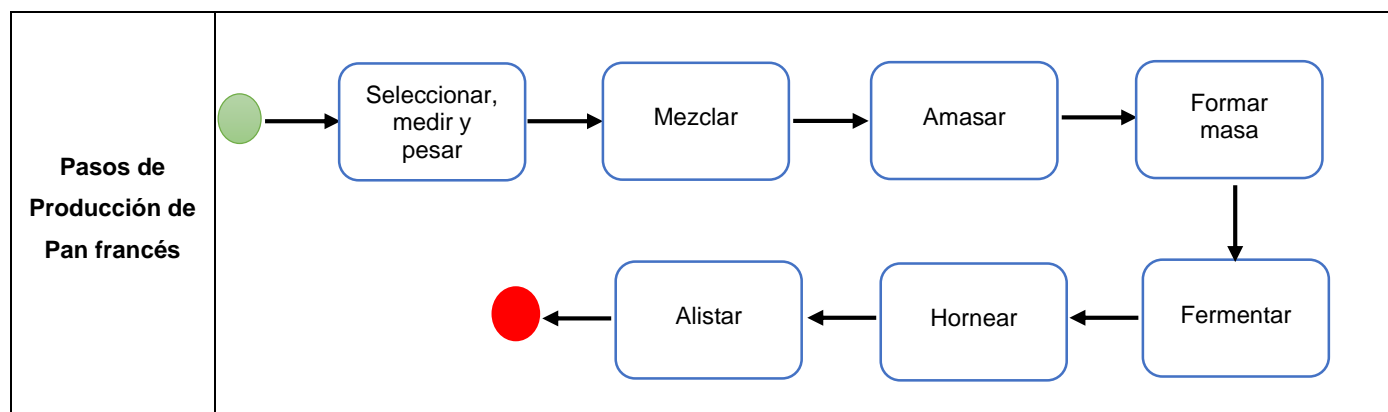 Pasos de
Producción de
Pan francés
Seleccionar,
medir y
pesar
Mezclar
Amasar
Formar
masa
Fermentar
Hornear
Alistar